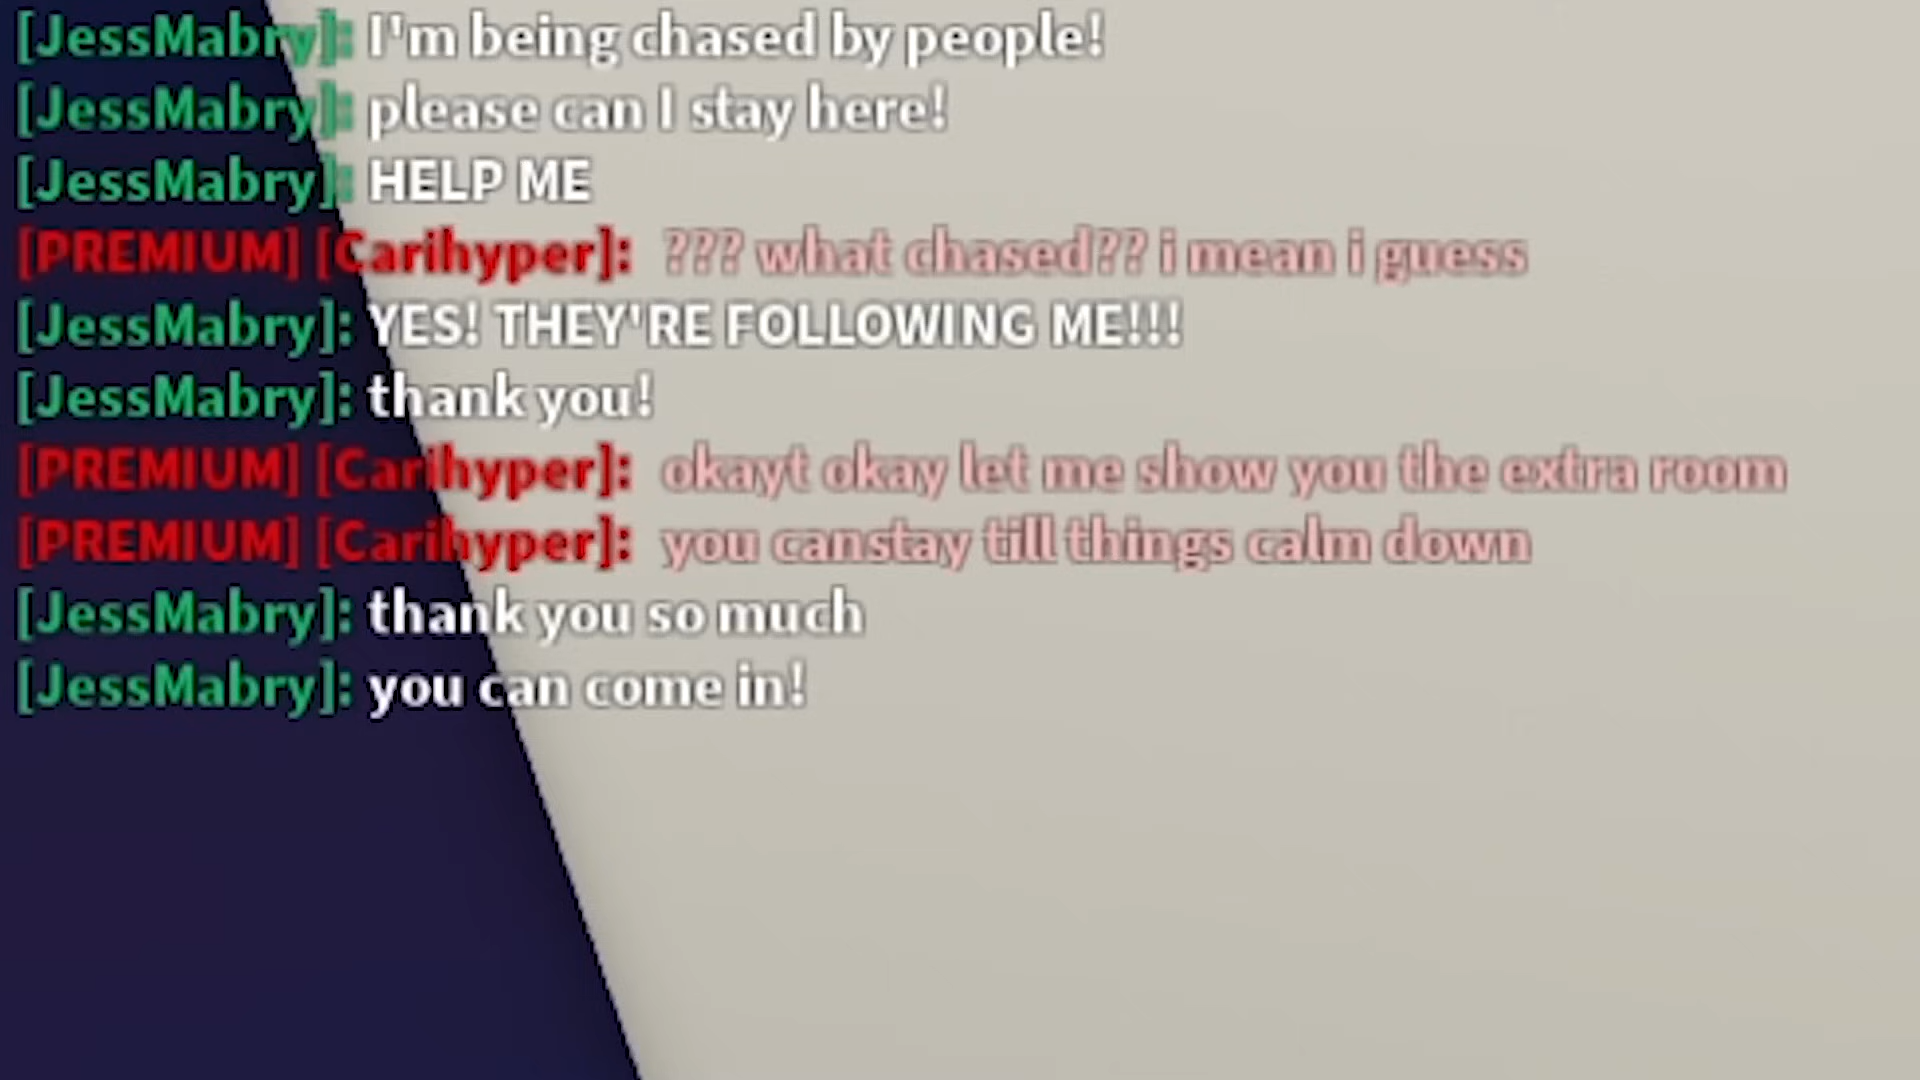 [JessMabry]: I'm being chased by people!
[JessMabry]: please can I stay here!
[JessMabry]: HELP ME
[PREMIUM] [Carihyper]: ??? what chased?? i mean i guess
[JessMabry]: YES! THEY'RE FOLLOWING ME!!!
[JessMabry]: thank you!
[PREMIUM] [Carihyper]: okayt okay let me show you the extra room
[PREMIUM] [Carihyper]: you canstay till things calm down
[JessMabry]: thank you so much
[JessMabry]: you can come in!